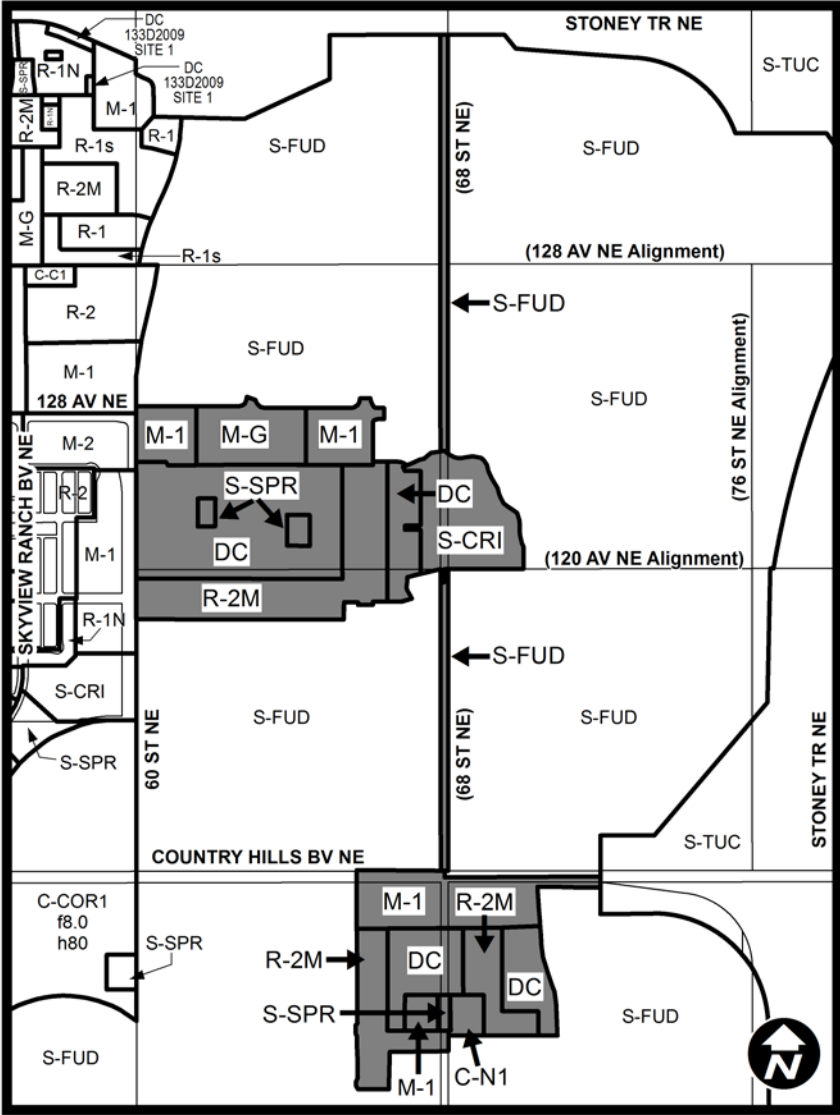 STONEY TR NE
DC
133D2009
SITE 1
S-TUC
R-1N
S-SPR
DC
133D2009
SITE 1
M-1
R-2M
R-1N
R-1
R-1s
S-FUD
(68 ST NE)
S-FUD
R-2M
M-G
R-1
R-1s
(128 AV NE Alignment)
C-C1
S-FUD
R-2
S-FUD
M-1
(76 ST NE Alignment)
S-FUD
128 AV NE
M-1
M-G
M-1
M-2
SKYVIEW RANCH BV NE
S-SPR
DC
R-2
DC
S-CRI
M-1
(120 AV NE Alignment)
R-2M
R-1N
S-FUD
S-CRI
S-FUD
S-FUD
60 ST NE
(68 ST NE)
STONEY TR NE
S-SPR
S-TUC
COUNTRY HILLS BV NE
C-COR1
f8.0
h80
M-1
R-2M
S-SPR
R-2M
DC
DC
S-SPR
S-FUD
S-FUD
M-1
C-N1
N